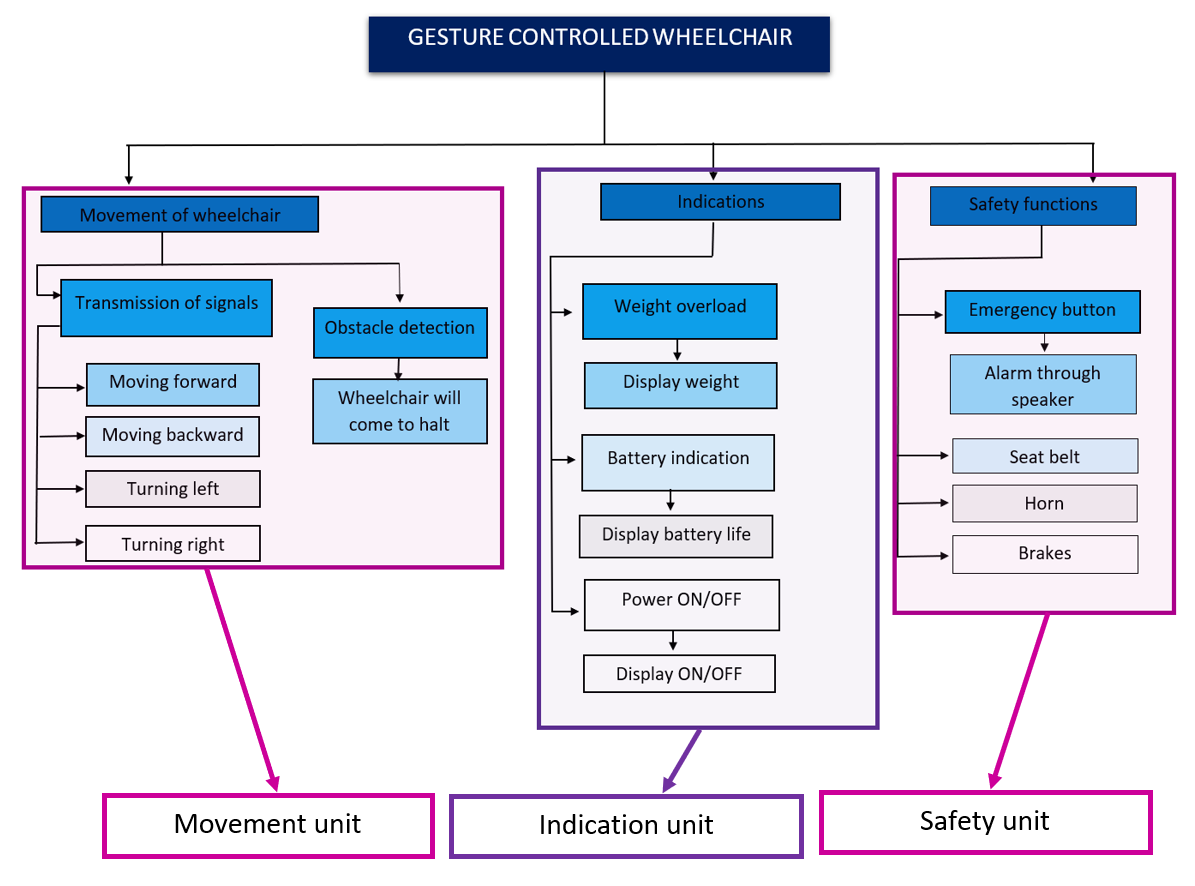 GESTURE CONTROLLED WHEELCHAIR
Movement of wheelchair
Transmission of signals
Moving forward
Moving backward
Turning left
Turning right
Obstacle detection
Wheelchair will
come to halt
Indications
Weight overload
Display weight
Battery indication
Display battery life
Power ON/OFF
Display ON/OFF
Safety functions
Emergency button
Alarm through
speaker
Seat belt
Horn
Brakes
Movement unit
Indication unit
Safety unit